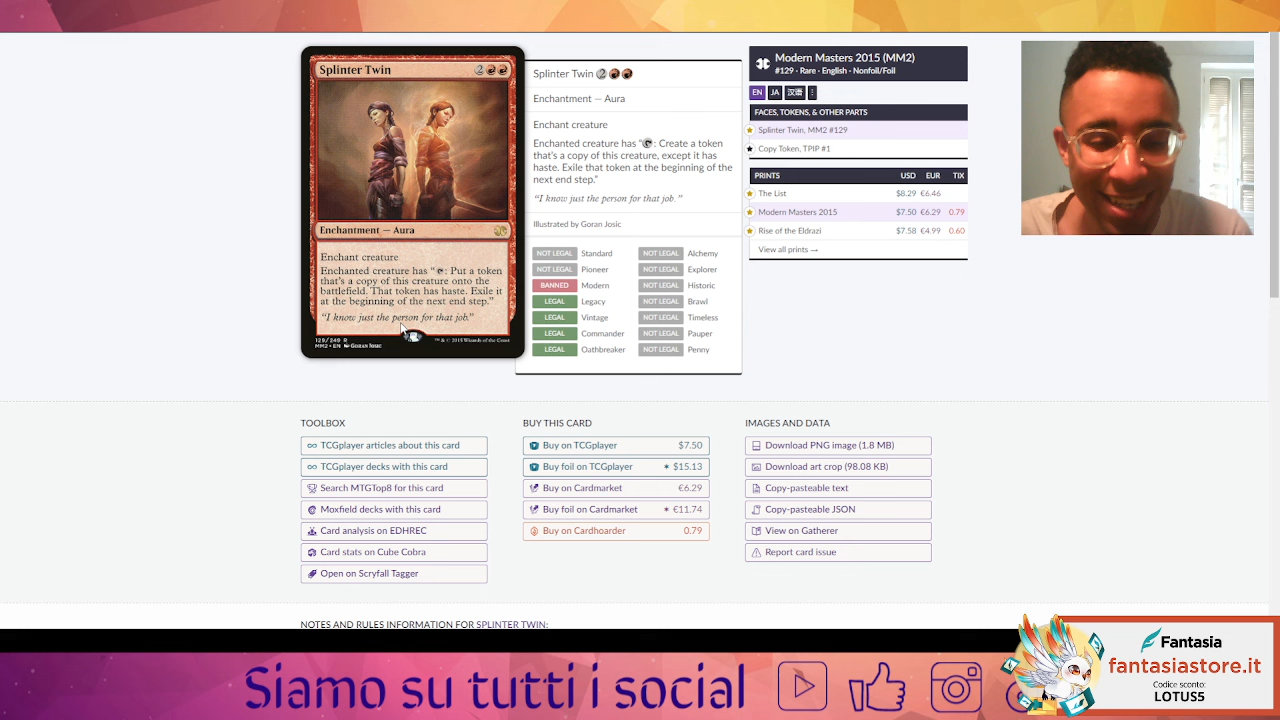 Splinter Twin 2
Enchantment — Aura
Enchant creature
Enchanted creature has “: Put a token
that's a copy of this creature onto the
battlefield. That token has haste. Exile it
at the beginning of the next end step.”
“I know just the person for that job.”
129/249 R
MM2 • EN Goran Josic
™ & © 2015 Wizards of the Coast
Splinter Twin 2
Enchantment — Aura
Enchant creature
Enchanted creature has “: Create a token
that's a copy of this creature, except it has
haste. Exile that token at the beginning of the
next end step.”
“I know just the person for that job.”
Illustrated by Goran Josic
NOT LEGAL Standard NOT LEGAL Alchemy
NOT LEGAL Pioneer NOT LEGAL Explorer
BANNED Modern NOT LEGAL Historic
LEGAL Legacy NOT LEGAL Brawl
LEGAL Vintage NOT LEGAL Timeless
LEGAL Commander NOT LEGAL Pauper
LEGAL Oathbreaker NOT LEGAL Penny
Modern Masters 2015 (MM2)
#129 · Rare · English · Nonfoil/Foil
EN JA 汉语
FACES, TOKENS, & OTHER PARTS
Splinter Twin, MM2 #129
Copy Token, TPIP #1
PRINTS USD EUR TIX
The List $8.29 €6.46
Modern Masters 2015 $7.50 €6.29 0.79
Rise of the Eldrazi $7.58 €4.99 0.60
View all prints →
TOOLBOX
TCGplayer articles about this card
TCGplayer decks with this card
Search MTGTop8 for this card
Moxfield decks with this card
Card analysis on EDHREC
Card stats on Cube Cobra
Open on Scryfall Tagger
BUY THIS CARD
Buy on TCGplayer $7.50
Buy foil on TCGplayer ✶ $15.13
Buy on Cardmarket €6.29
Buy foil on Cardmarket ✶ €11.74
Buy on Cardhoarder 0.79
IMAGES AND DATA
Download PNG image (1.8 MB)
Download art crop (98.08 KB)
Copy-pasteable text
Copy-pasteable JSON
View on Gatherer
Report card issue
NOTES AND RULES INFORMATION FOR SPLINTER TWIN:
Siamo su tutti i social
Fantasia
fantasiastore.it
Codice sconto:
LOTUS5